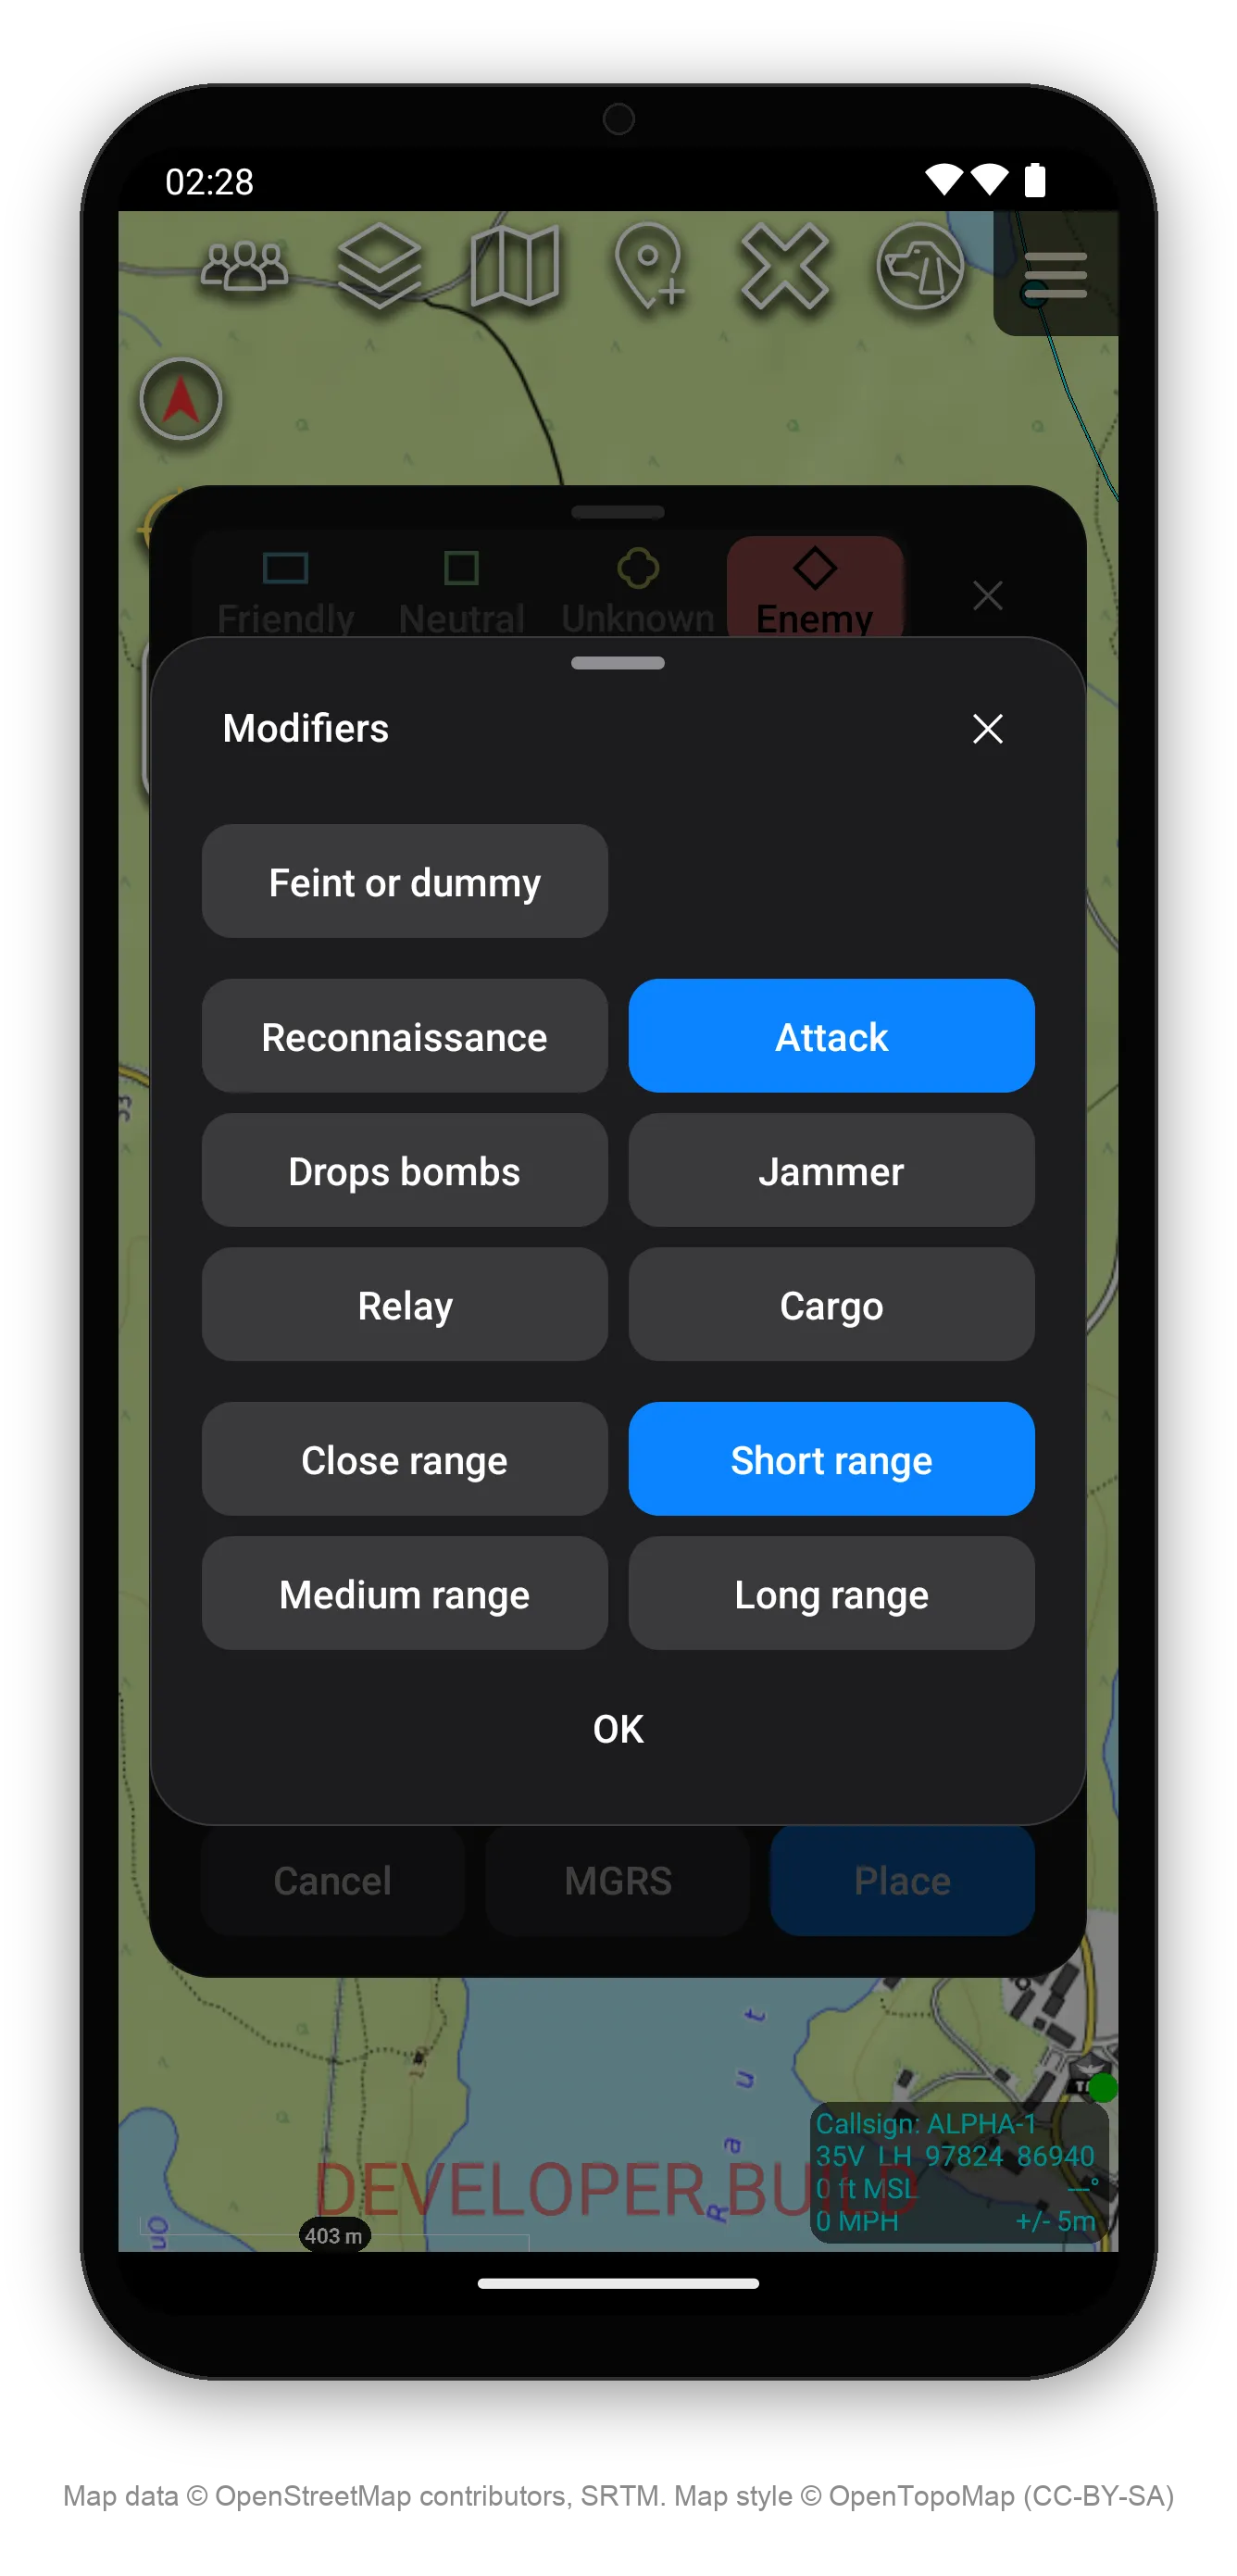 02:28
Friendly Neutral Unknown Enemy
Modifiers
Feint or dummy
Reconnaissance Attack
Drops bombs Jammer
Relay Cargo
Close range Short range
Medium range Long range
OK
Cancel MGRS Place
R a u t
Callsign: ALPHA-1
35V LH 97824 86940
0 ft MSL —°
0 MPH +/- 5m
DEVELOPER BUILD
403 m
Map data © OpenStreetMap contributors, SRTM. Map style © OpenTopoMap (CC-BY-SA)